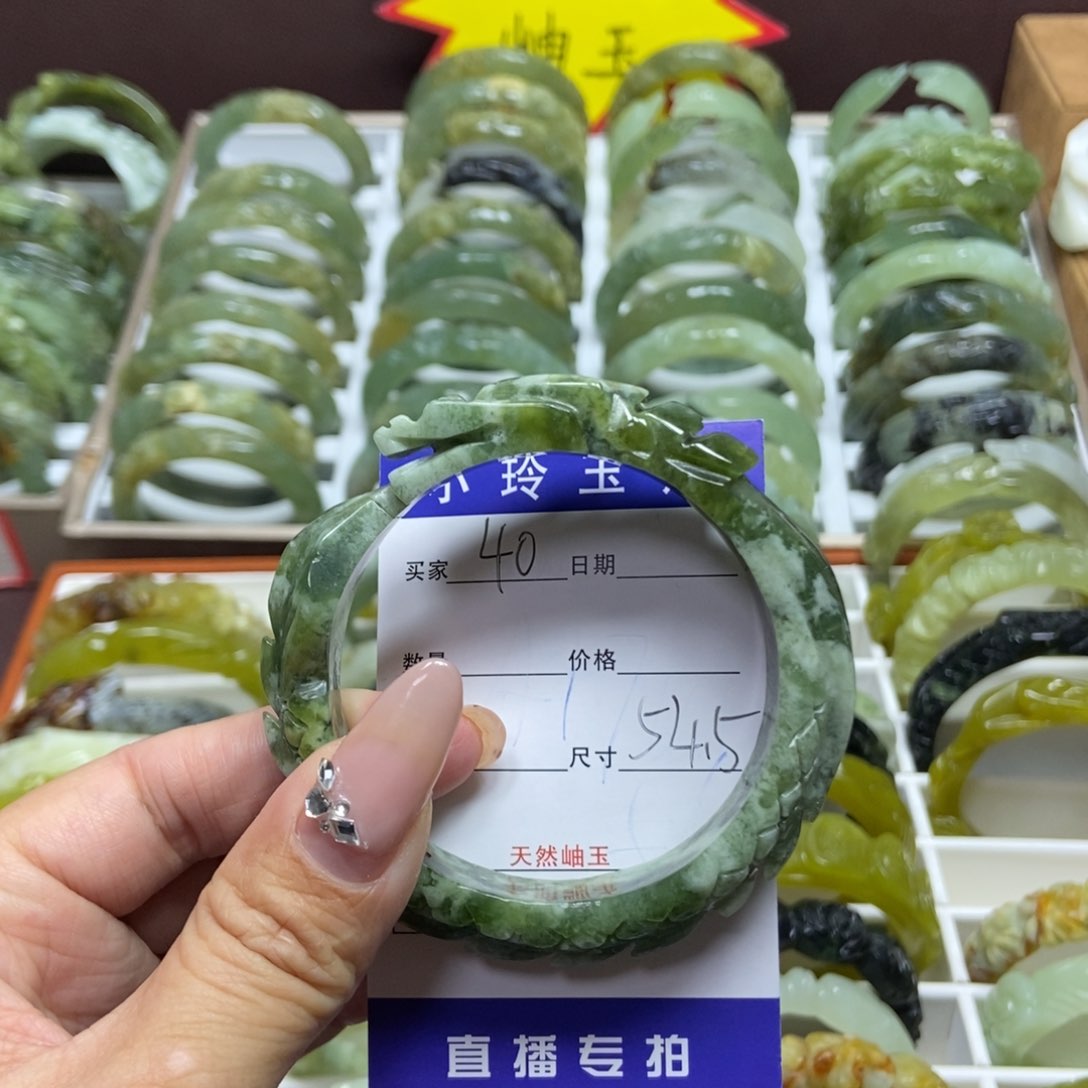 岫玉
小玲玉
买家 40 日期
数量 价格
尺寸 54.5
天然岫玉
直播专拍